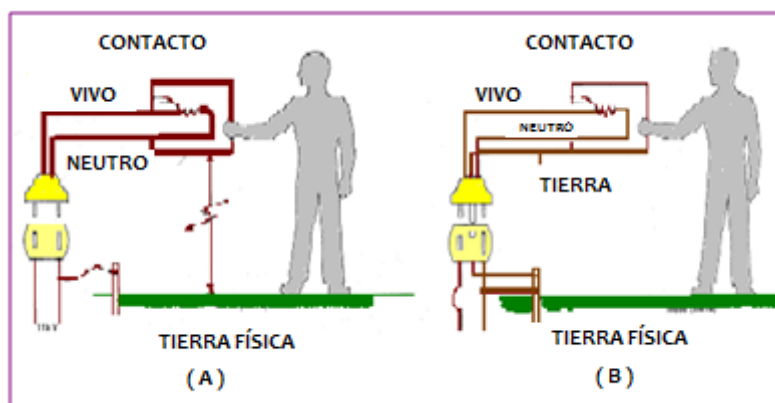 CONTACTO
VIVO
NEUTRO
TIERRA FÍSICA
( A )
CONTACTO
VIVO
NEUTRO
TIERRA
TIERRA FÍSICA
( B )